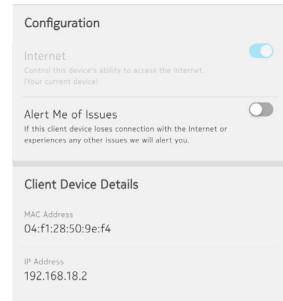 Configuration
Internet
Control this device's ability to access the Internet.
(Your current device)
Alert Me of Issues
If this client device loses connection with the Internet or
experiences any other issues we will alert you.
Client Device Details
MAC Address
04:f1:28:50:9e:f4
IP Address
192.168.18.2